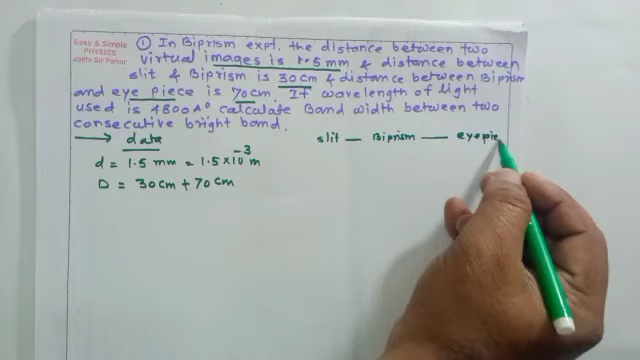 Easy & Simple
PHYSICS
Joshi Sir Pattur
① In Biprism expt. the distance between two
virtual images is 1.5 mm & distance between
slit & Biprism is 30 cm & distance between Biprism
and eye piece is 70 cm. If wavelength of light
used is 4800 A° calculate Band width between two
consecutive bright band.
→ data
slit — Biprism — eyepie
d = 1.5 mm = 1.5 × 10⁻³ m
D = 30 cm + 70 cm